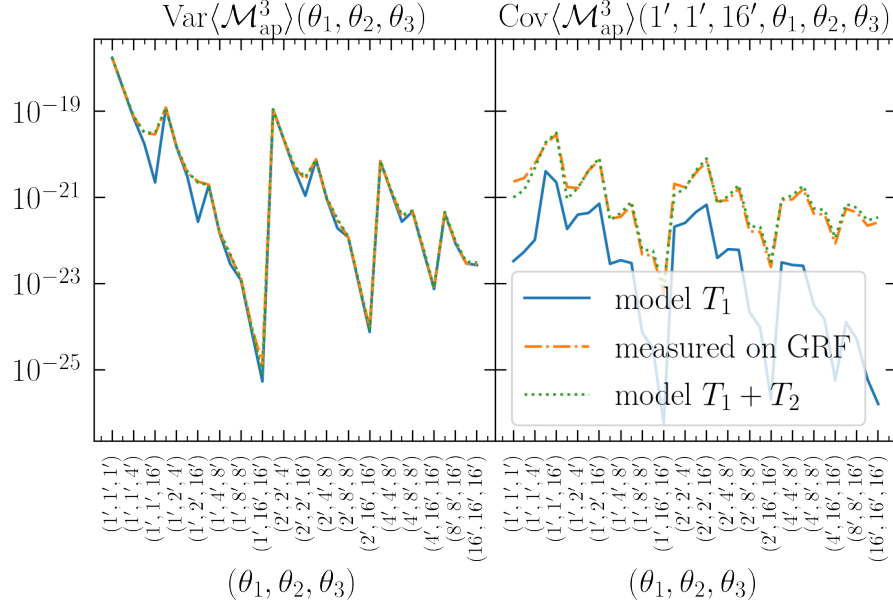 Var⟨ℳ³ₐₚ⟩(θ₁, θ₂, θ₃)
Cov⟨ℳ³ₐₚ⟩(1′, 1′, 16′, θ₁, θ₂, θ₃)
10⁻¹⁹
10⁻²¹
10⁻²³
10⁻²⁵
model T₁
measured on GRF
model T₁ + T₂
(1′, 1′, 1′)
(1′, 1′, 4′)
(1′, 1′, 16′)
(1′, 2′, 4′)
(1′, 2′, 16′)
(1′, 4′, 8′)
(1′, 8′, 8′)
(1′, 16′, 16′)
(2′, 2′, 4′)
(2′, 4′, 8′)
(2′, 8′, 8′)
(2′, 16′, 16′)
(4′, 4′, 8′)
(4′, 8′, 8′)
(4′, 16′, 16′)
(8′, 8′, 16′)
(16′, 16′, 16′)
(1′, 1′, 1′)
(1′, 1′, 4′)
(1′, 1′, 16′)
(1′, 2′, 4′)
(1′, 2′, 16′)
(1′, 4′, 8′)
(1′, 8′, 8′)
(1′, 16′, 16′)
(2′, 2′, 4′)
(2′, 2′, 16′)
(2′, 4′, 8′)
(2′, 8′, 8′)
(2′, 16′, 16′)
(4′, 4′, 8′)
(4′, 8′, 8′)
(4′, 16′, 16′)
(8′, 8′, 16′)
(16′, 16′, 16′)
(θ₁, θ₂, θ₃)
(θ₁, θ₂, θ₃)